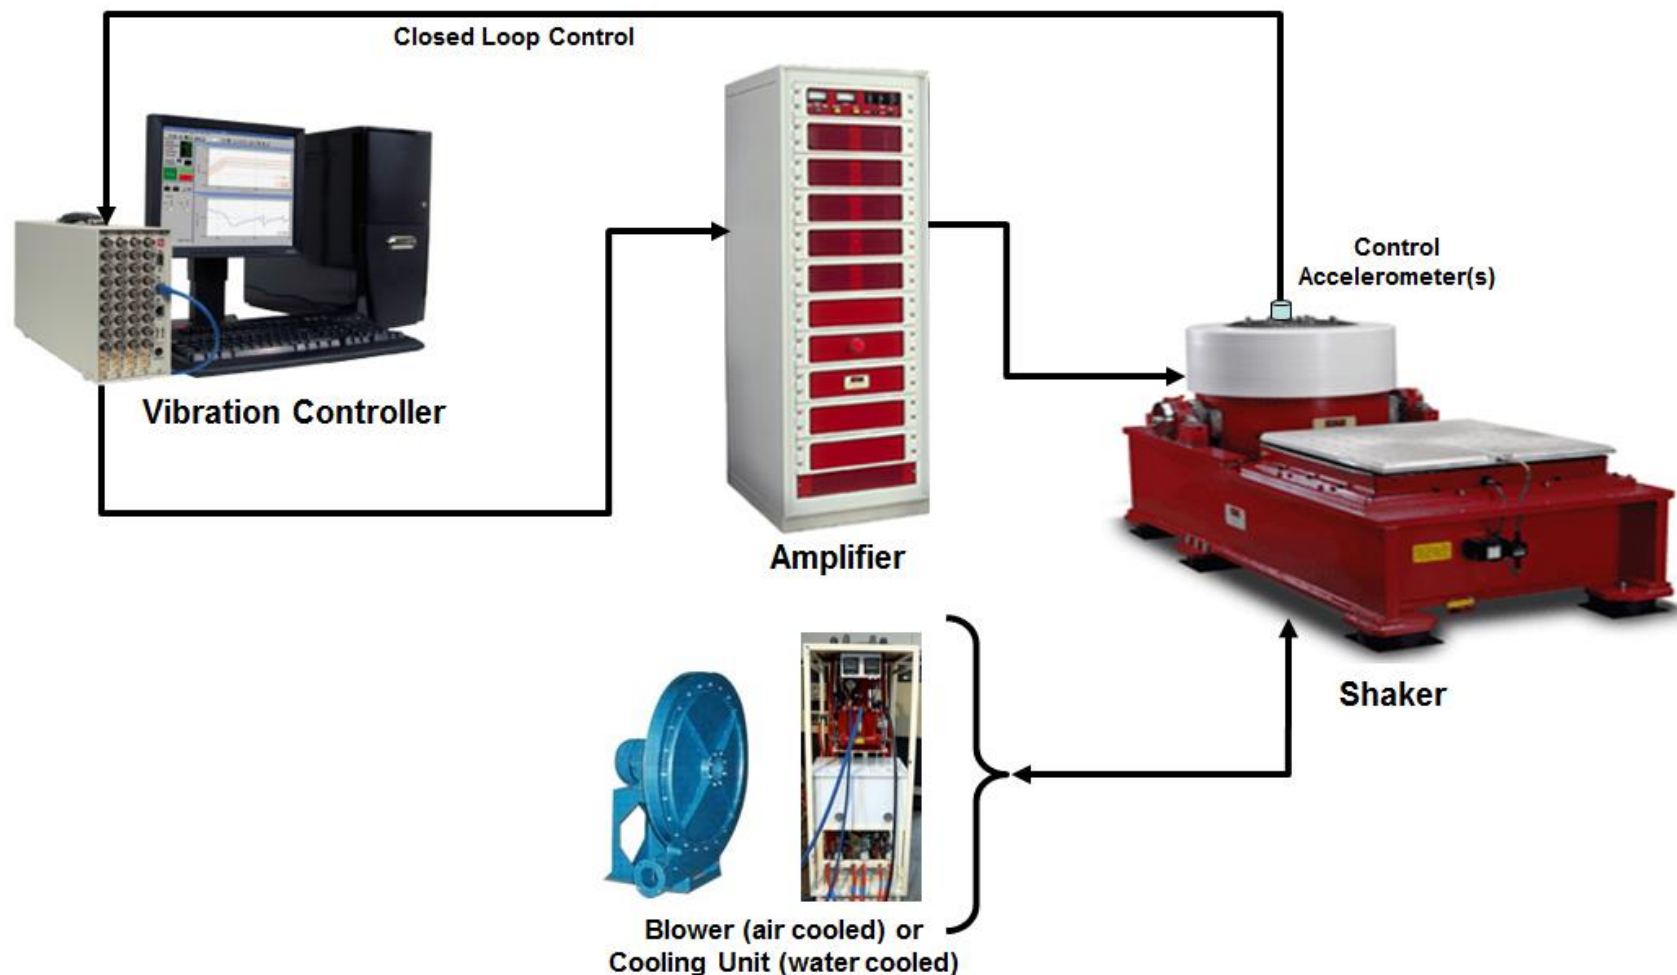 Closed Loop Control
Control
Accelerometer(s)
Vibration Controller
Amplifier
Shaker
Blower (air cooled) or
Cooling Unit (water cooled)